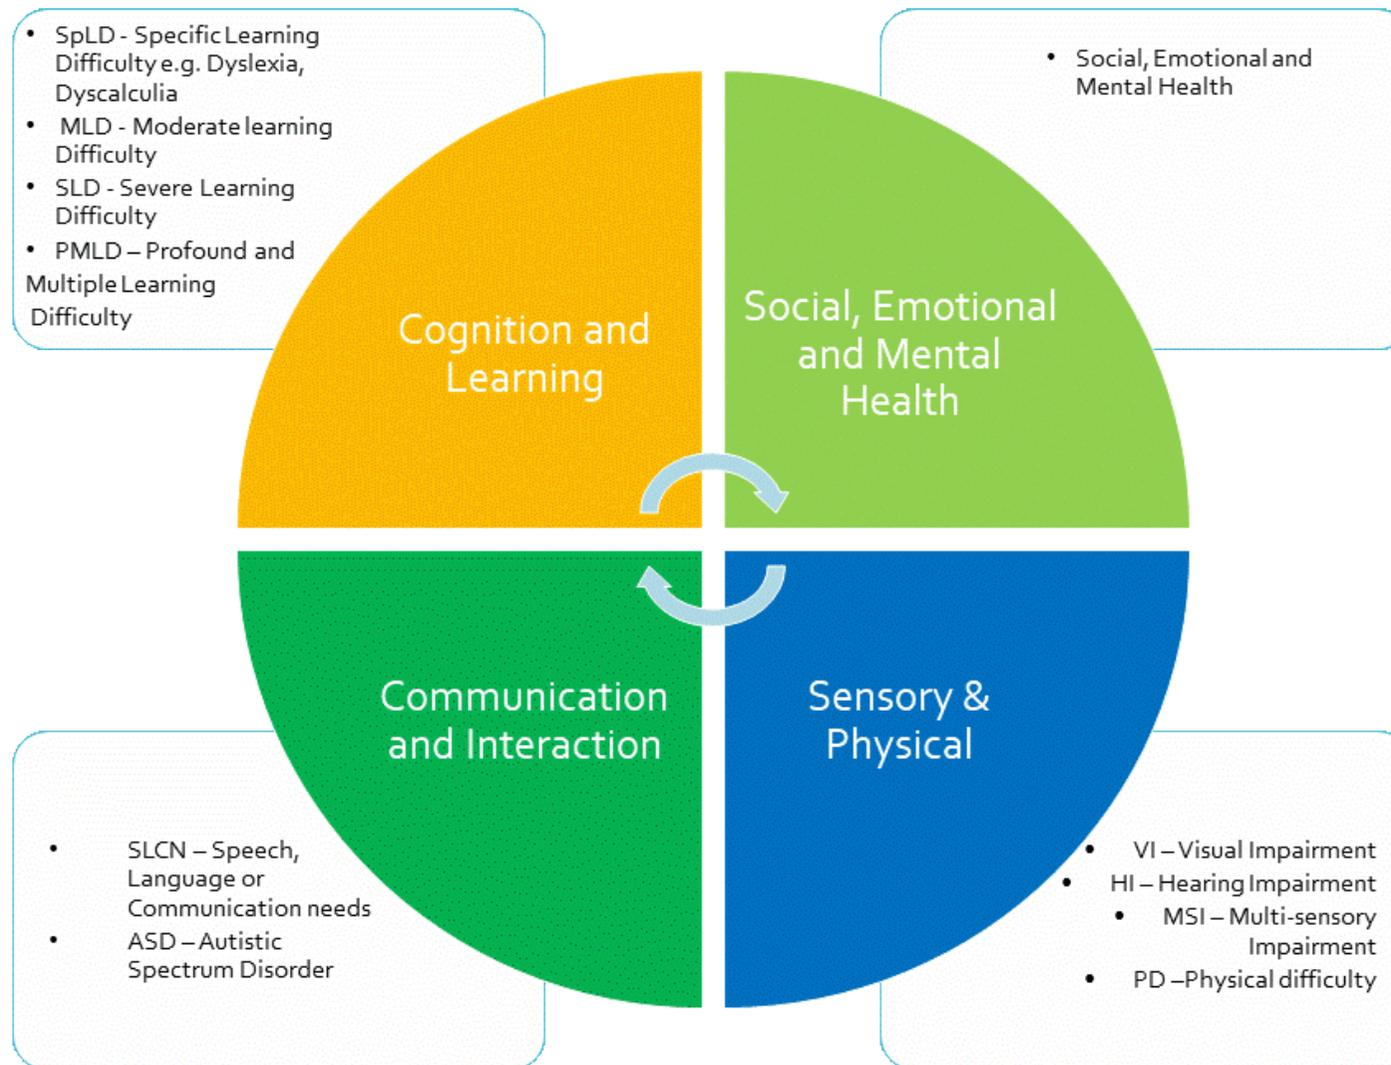 • SpLD - Specific Learning
Difficulty e.g. Dyslexia,
Dyscalculia
• MLD - Moderate learning
Difficulty
• SLD - Severe Learning
Difficulty
• PMLD – Profound and
Multiple Learning
Difficulty
• Social, Emotional and
Mental Health
Cognition and
Learning
Social, Emotional
and Mental
Health
Communication
and Interaction
Sensory &
Physical
• SLCN – Speech,
Language or
Communication needs
• ASD – Autistic
Spectrum Disorder
• VI – Visual Impairment
• HI – Hearing Impairment
• MSI – Multi-sensory
Impairment
• PD –Physical difficulty